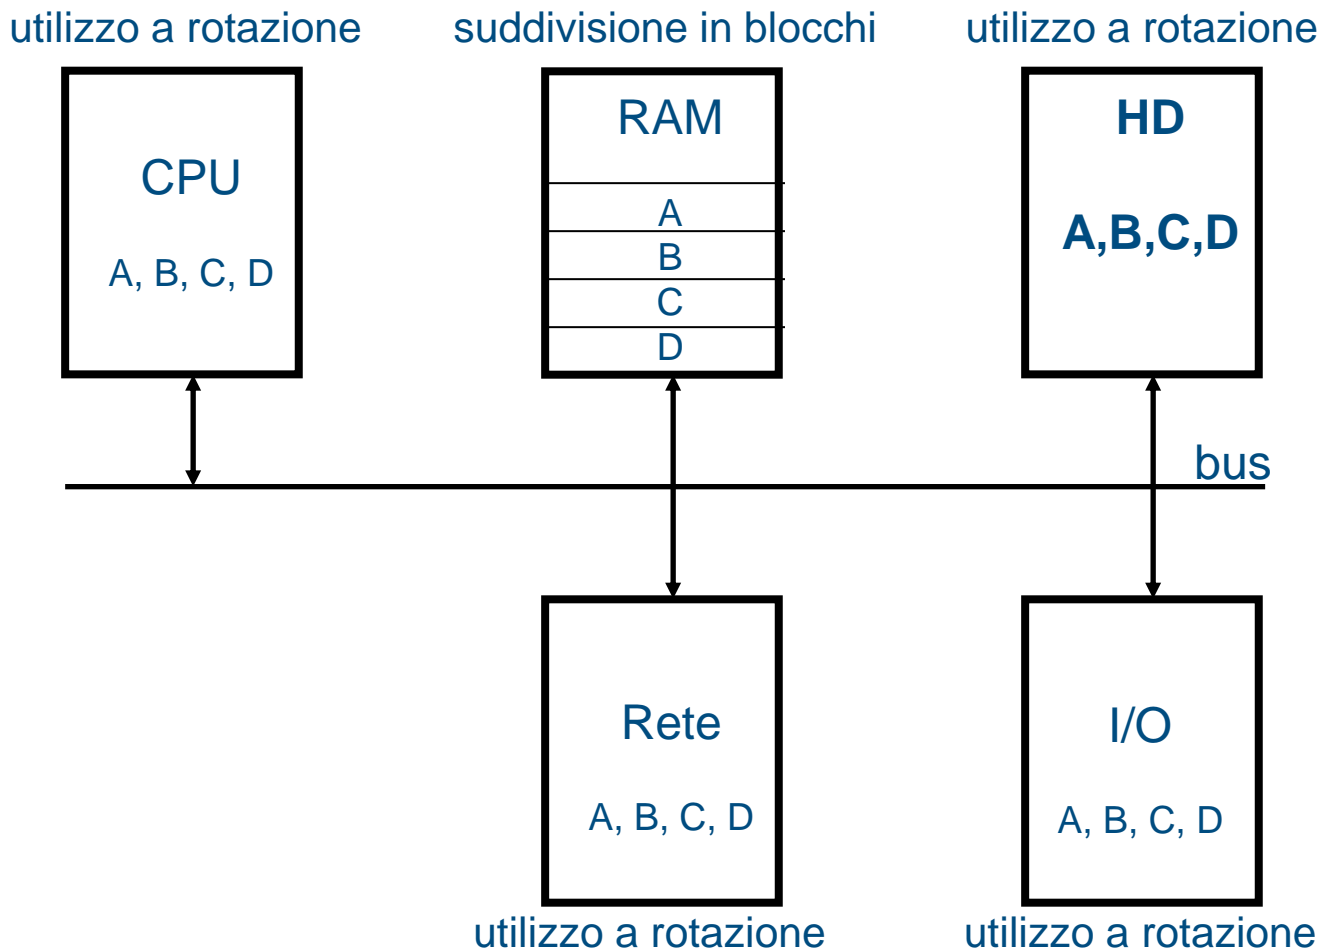 utilizzo a rotazione
suddivisione in blocchi
utilizzo a rotazione
CPU
A, B, C, D
RAM
A
B
C
D
HD
A,B,C,D
bus
Rete
A, B, C, D
I/O
A, B, C, D
utilizzo a rotazione
utilizzo a rotazione